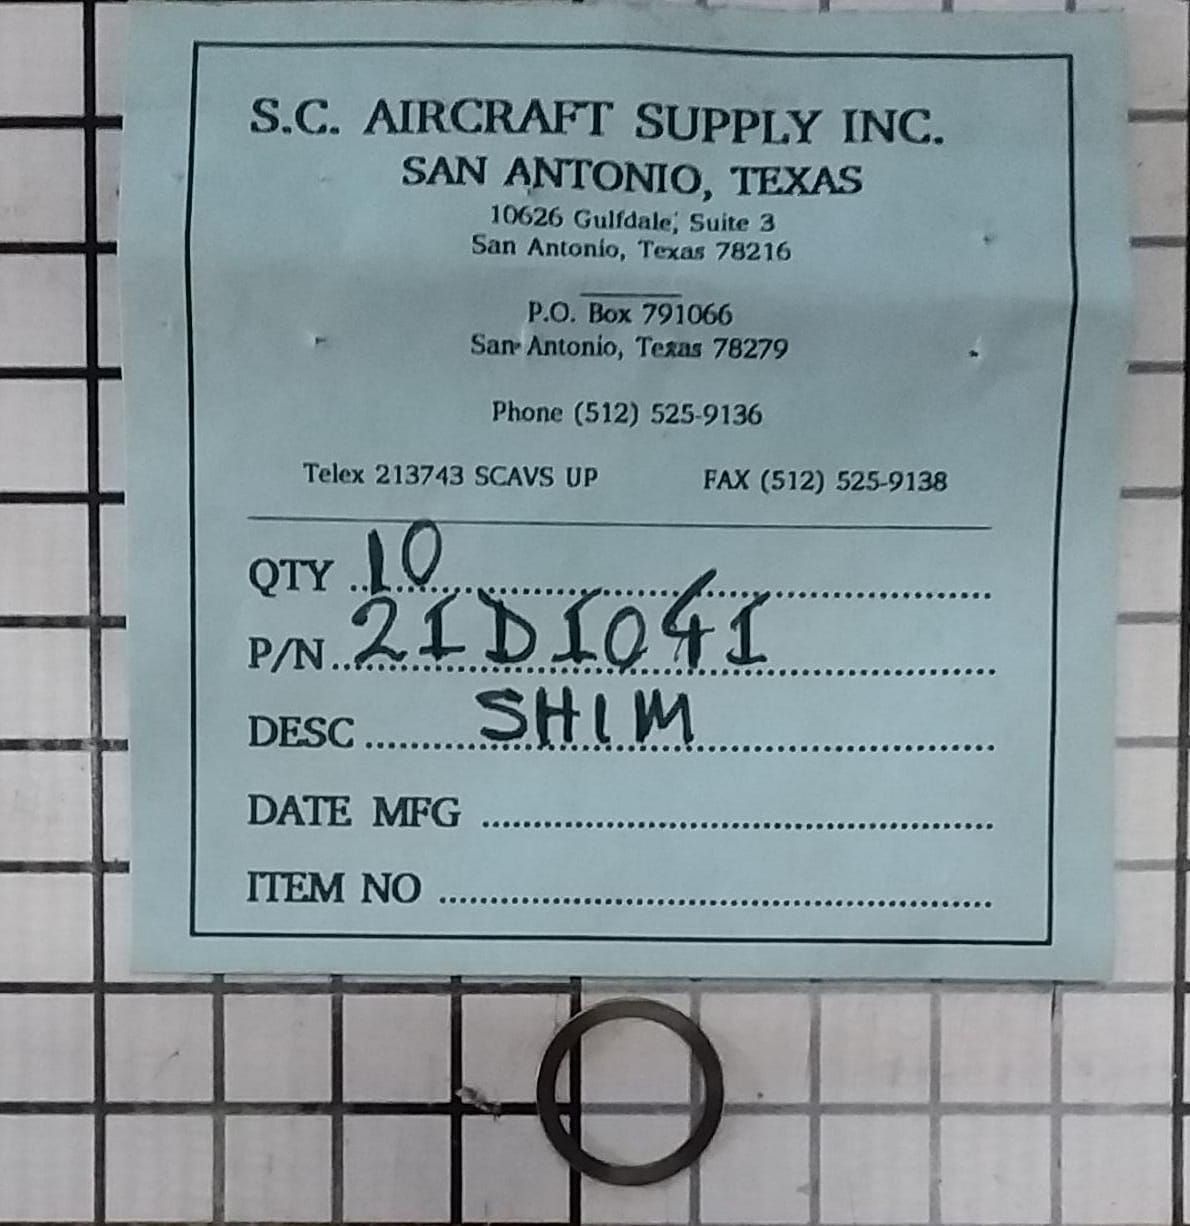 S.C. AIRCRAFT SUPPLY INC.
SAN ANTONIO, TEXAS
10626 Gulfdale, Suite 3
San Antonio, Texas 78216
P.O. Box 791066
San Antonio, Texas 78279
Phone (512) 525-9136
Telex 213743 SCAVS UP FAX (512) 525-9138
QTY 10
P/N 21D1041
DESC SHIM
DATE MFG
ITEM NO